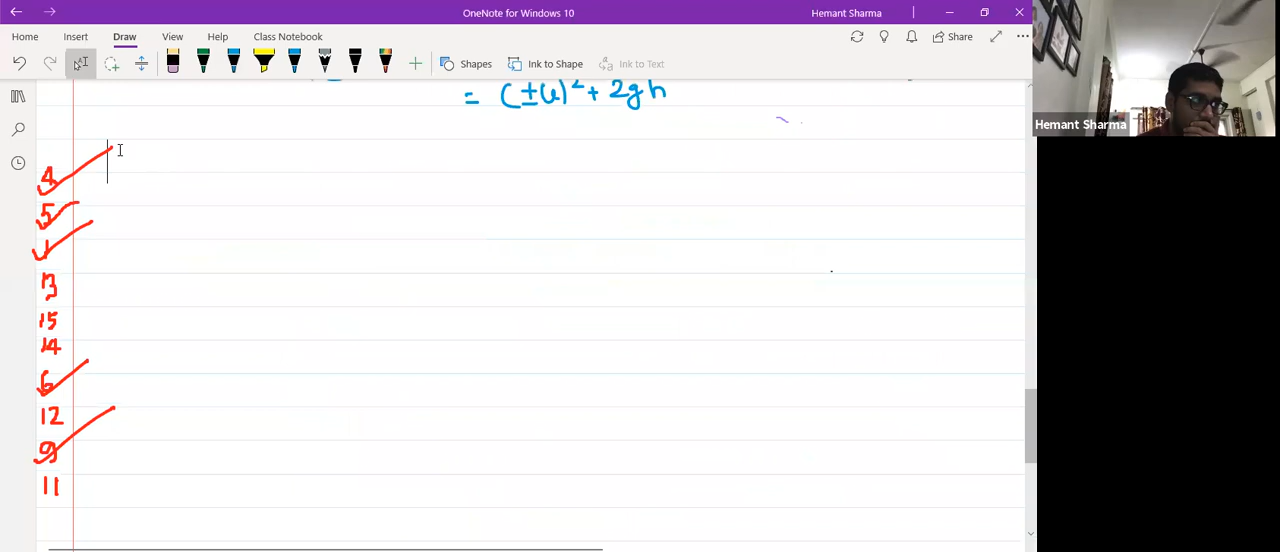 OneNote for Windows 10
Hemant Sharma
Home Insert Draw View Help Class Notebook
Share
Shapes Ink to Shape Ink to Text
= (±u)² + 2gh
Hemant Sharma
4
5
1
13
15
14
6
12
9
11